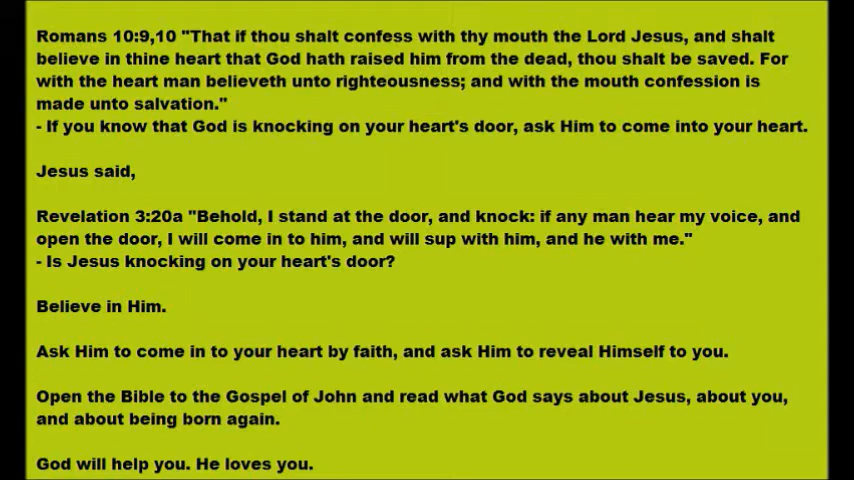 Romans 10:9,10 "That if thou shalt confess with thy mouth the Lord Jesus, and shalt
believe in thine heart that God hath raised him from the dead, thou shalt be saved. For
with the heart man believeth unto righteousness; and with the mouth confession is
made unto salvation."
- If you know that God is knocking on your heart's door, ask Him to come into your heart.
Jesus said,
Revelation 3:20a "Behold, I stand at the door, and knock: if any man hear my voice, and
open the door, I will come in to him, and will sup with him, and he with me."
- Is Jesus knocking on your heart's door?
Believe in Him.
Ask Him to come in to your heart by faith, and ask Him to reveal Himself to you.
Open the Bible to the Gospel of John and read what God says about Jesus, about you,
and about being born again.
God will help you. He loves you.